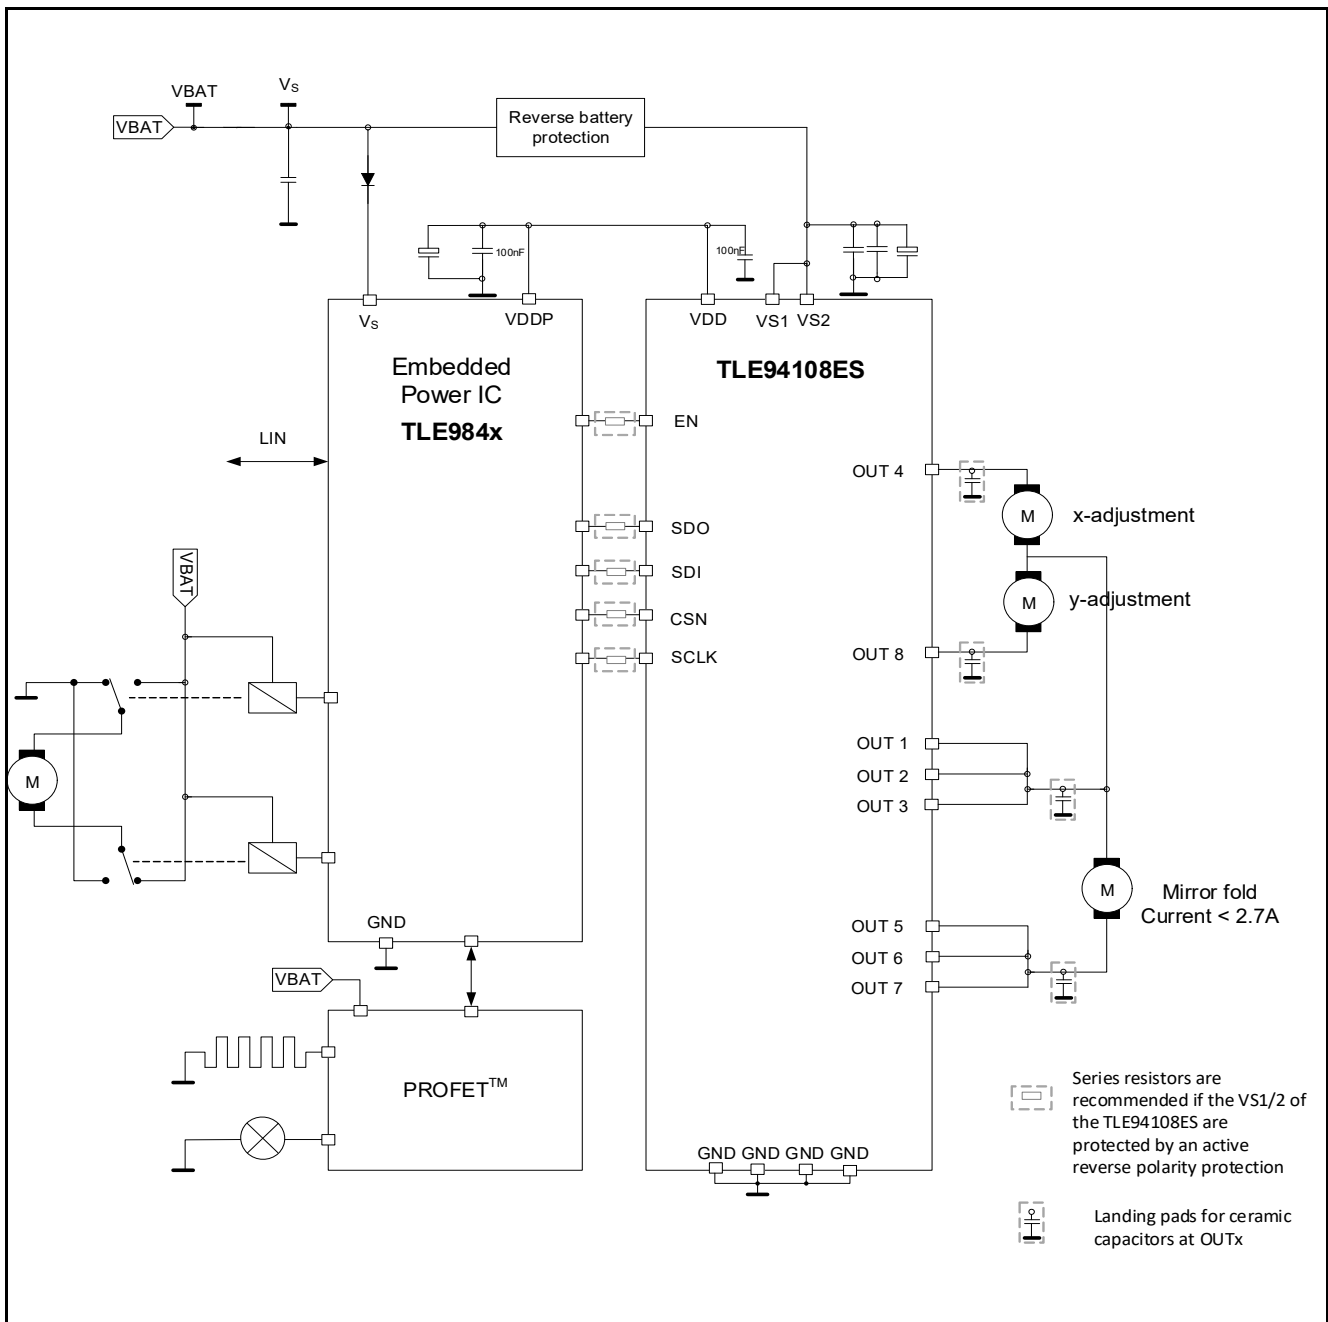 VBAT
VS
VBAT
Reverse battery
protection
100nF
100nF
VS
VDDP
VDD
VS1
VS2
Embedded
Power IC
TLE984x
TLE94108ES
EN
LIN
OUT 4
M
x-adjustment
SDO
VBAT
SDI
M
y-adjustment
CSN
OUT 8
SCLK
OUT 1
M
OUT 2
OUT 3
M
Mirror fold
Current < 2.7A
GND
OUT 5
OUT 6
VBAT
OUT 7
PROFET™
Series resistors are
recommended if the VS1/2 of
the TLE94108ES are
protected by an active
reverse polarity protection
GND GND GND GND
Landing pads for ceramic
capacitors at OUTx